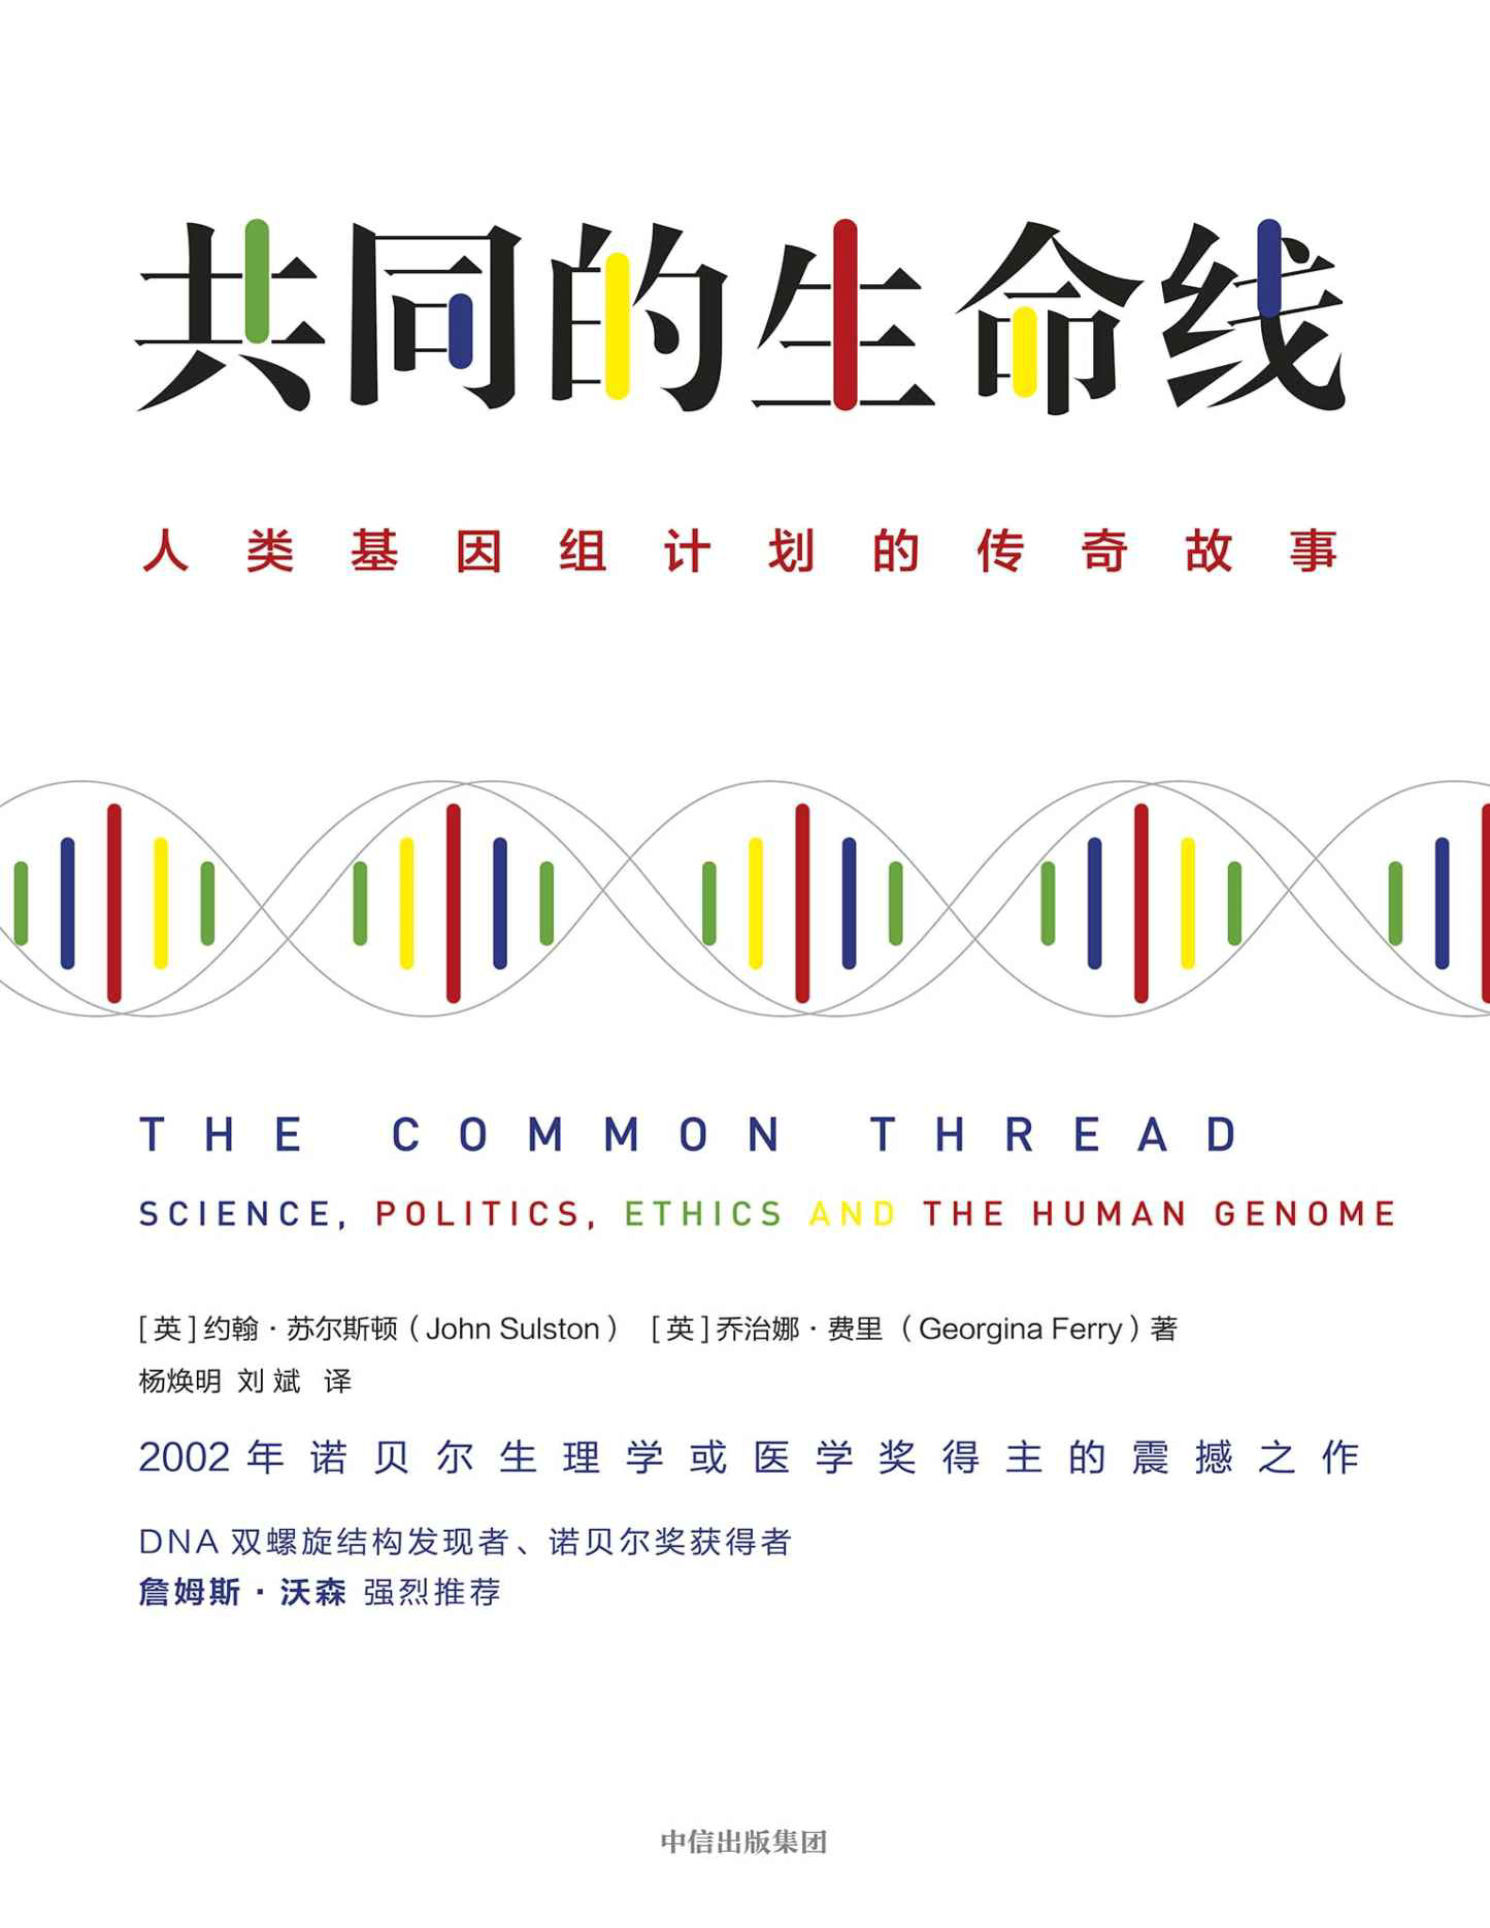 共同的生命线
人类基因组计划的传奇故事
THE COMMON THREAD
SCIENCE, POLITICS, ETHICS AND THE HUMAN GENOME
[英]约翰·苏尔斯顿（John Sulston） [英]乔治娜·费里（Georgina Ferry）著
杨焕明 刘斌 译
2002年诺贝尔生理学或医学奖得主的震撼之作
DNA双螺旋结构发现者、诺贝尔奖获得者
詹姆斯·沃森 强烈推荐
中信出版集团